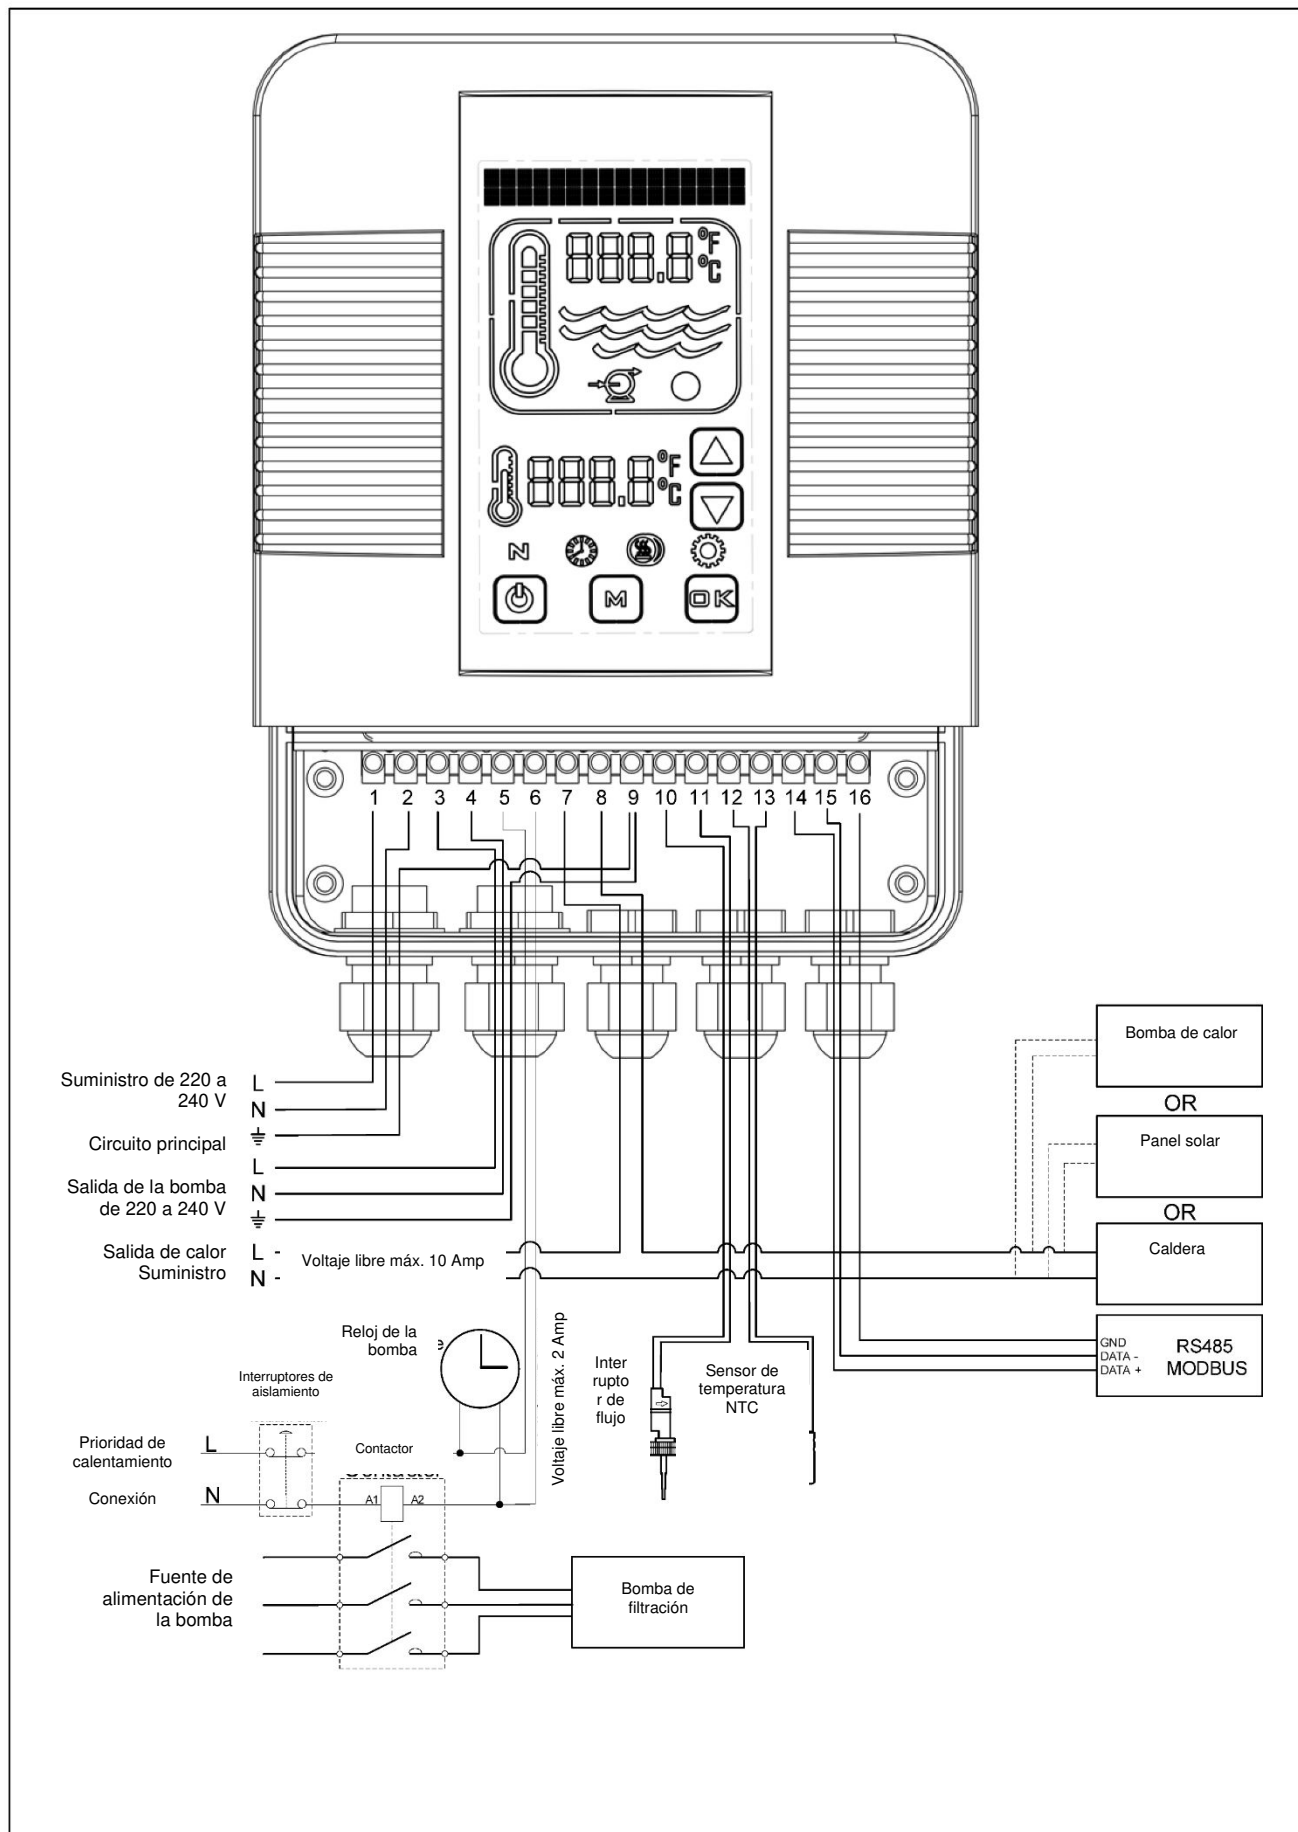 °F
°C
°F
°C
N
M
OK
1 2 3 4 5 6 7 8 9 10 11 12 13 14 15 16
Suministro de 220 a
240 V
L
N
Circuito principal
Salida de la bomba
de 220 a 240 V
L
N
Salida de calor
Suministro
L
N
Voltaje libre máx. 10 Amp
Bomba de calor
OR
Panel solar
OR
Caldera
GND
DATA -
DATA +
RS485
MODBUS
Reloj de la
bomba
e
Voltaje libre máx. 2 Amp
Inter
rupto
r de
flujo
Sensor de
temperatura
NTC
Interruptores de
aislamiento
Prioridad de
calentamiento
L
Conexión
N
Contactor
Contactor
A1
A2
Fuente de
alimentación de
la bomba
Bomba de
filtración